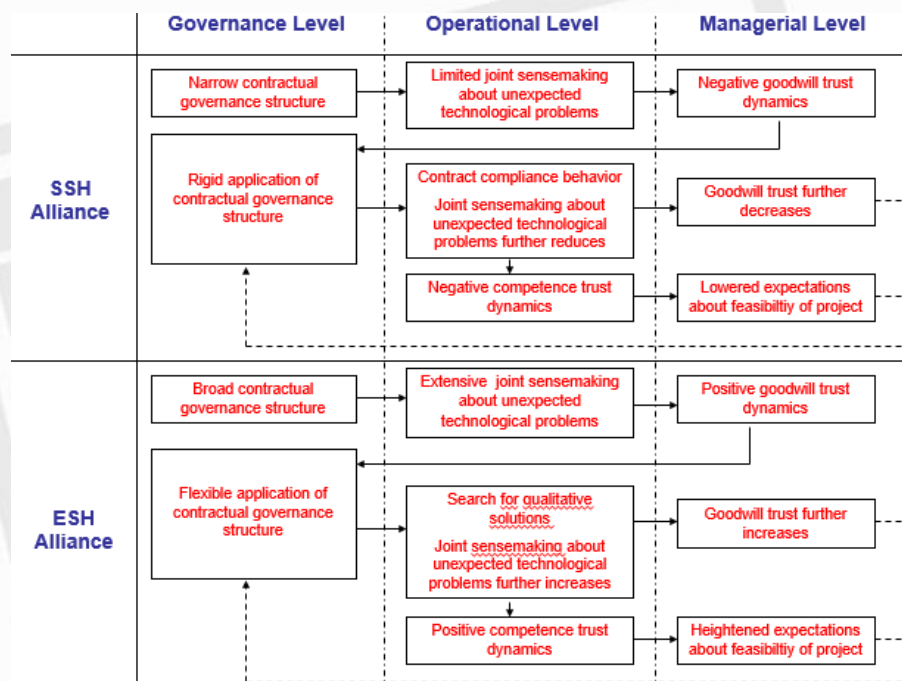 Governance Level
Operational Level
Managerial Level
SSH
Alliance
Narrow contractual
governance structure
Limited joint sensemaking
about unexpected
technological problems
Negative goodwill trust
dynamics
Rigid application of
contractual governance
structure
Contract compliance behavior
Joint sensemaking about
unexpected technological
problems further reduces
Goodwill trust further
decreases
Negative competence trust
dynamics
Lowered expectations
about feasibiltiy of project
ESH
Alliance
Broad contractual
governance structure
Extensive joint sensemaking
about unexpected
technological problems
Positive goodwill trust
dynamics
Flexible application of
contractual governance
structure
Search for qualitative
solutions
Joint sensemaking about
unexpected technological
problems further increases
Goodwill trust further
increases
Positive competence trust
dynamics
Heightened expectations
about feasibiltiy of project